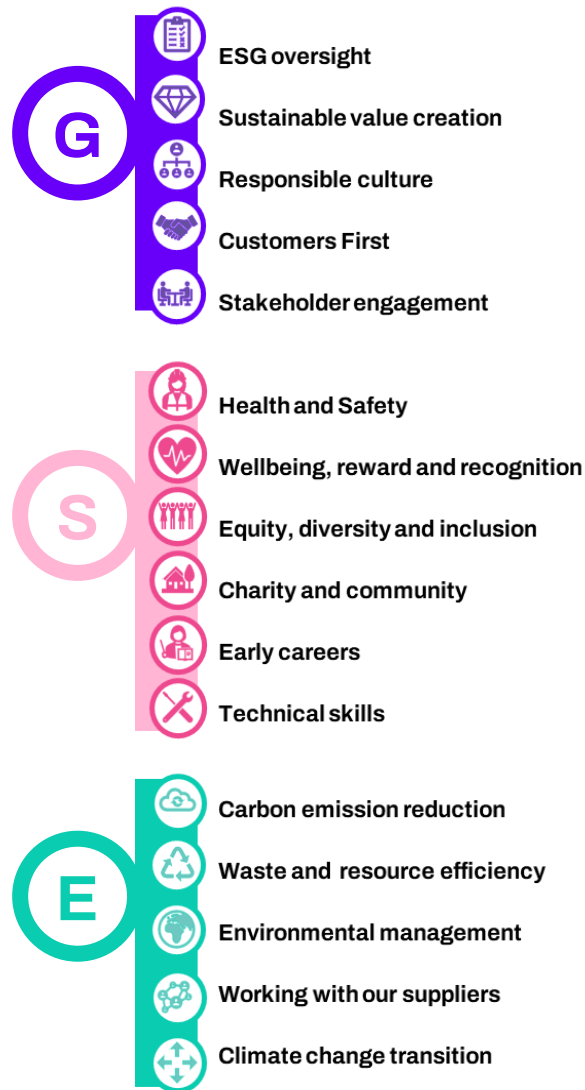 G
ESG oversight
Sustainable value creation
Responsible culture
Customers First
Stakeholder engagement
S
Health and Safety
Wellbeing, reward and recognition
Equity, diversity and inclusion
Charity and community
Early careers
Technical skills
E
Carbon emission reduction
Waste and resource efficiency
Environmental management
Working with our suppliers
Climate change transition